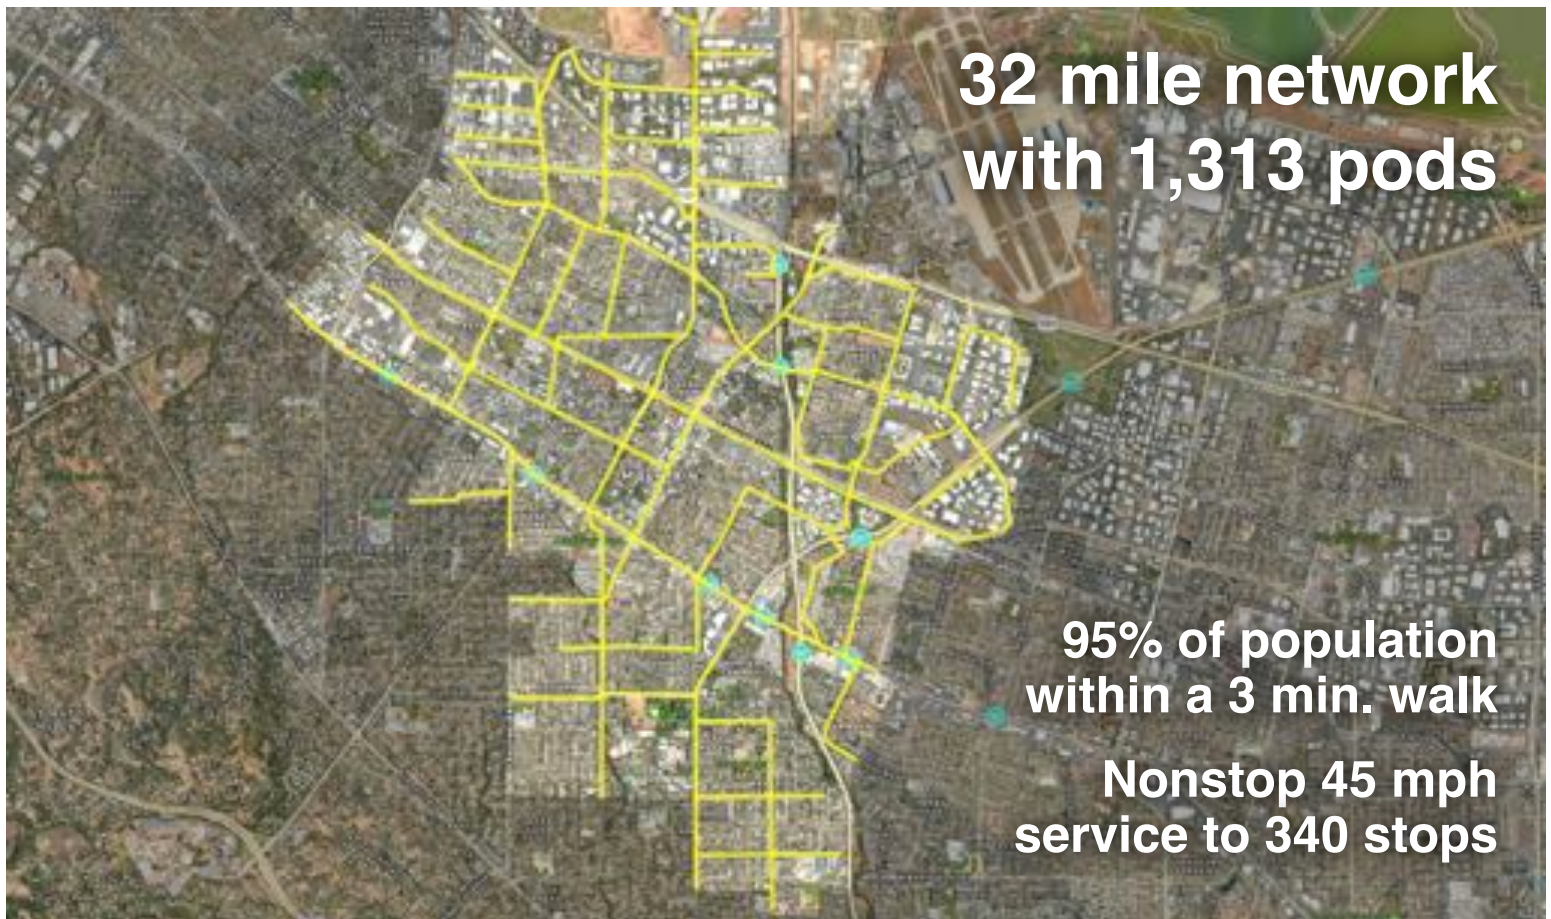 32 mile network
with 1,313 pods
95% of population
within a 3 min. walk
Nonstop 45 mph
service to 340 stops